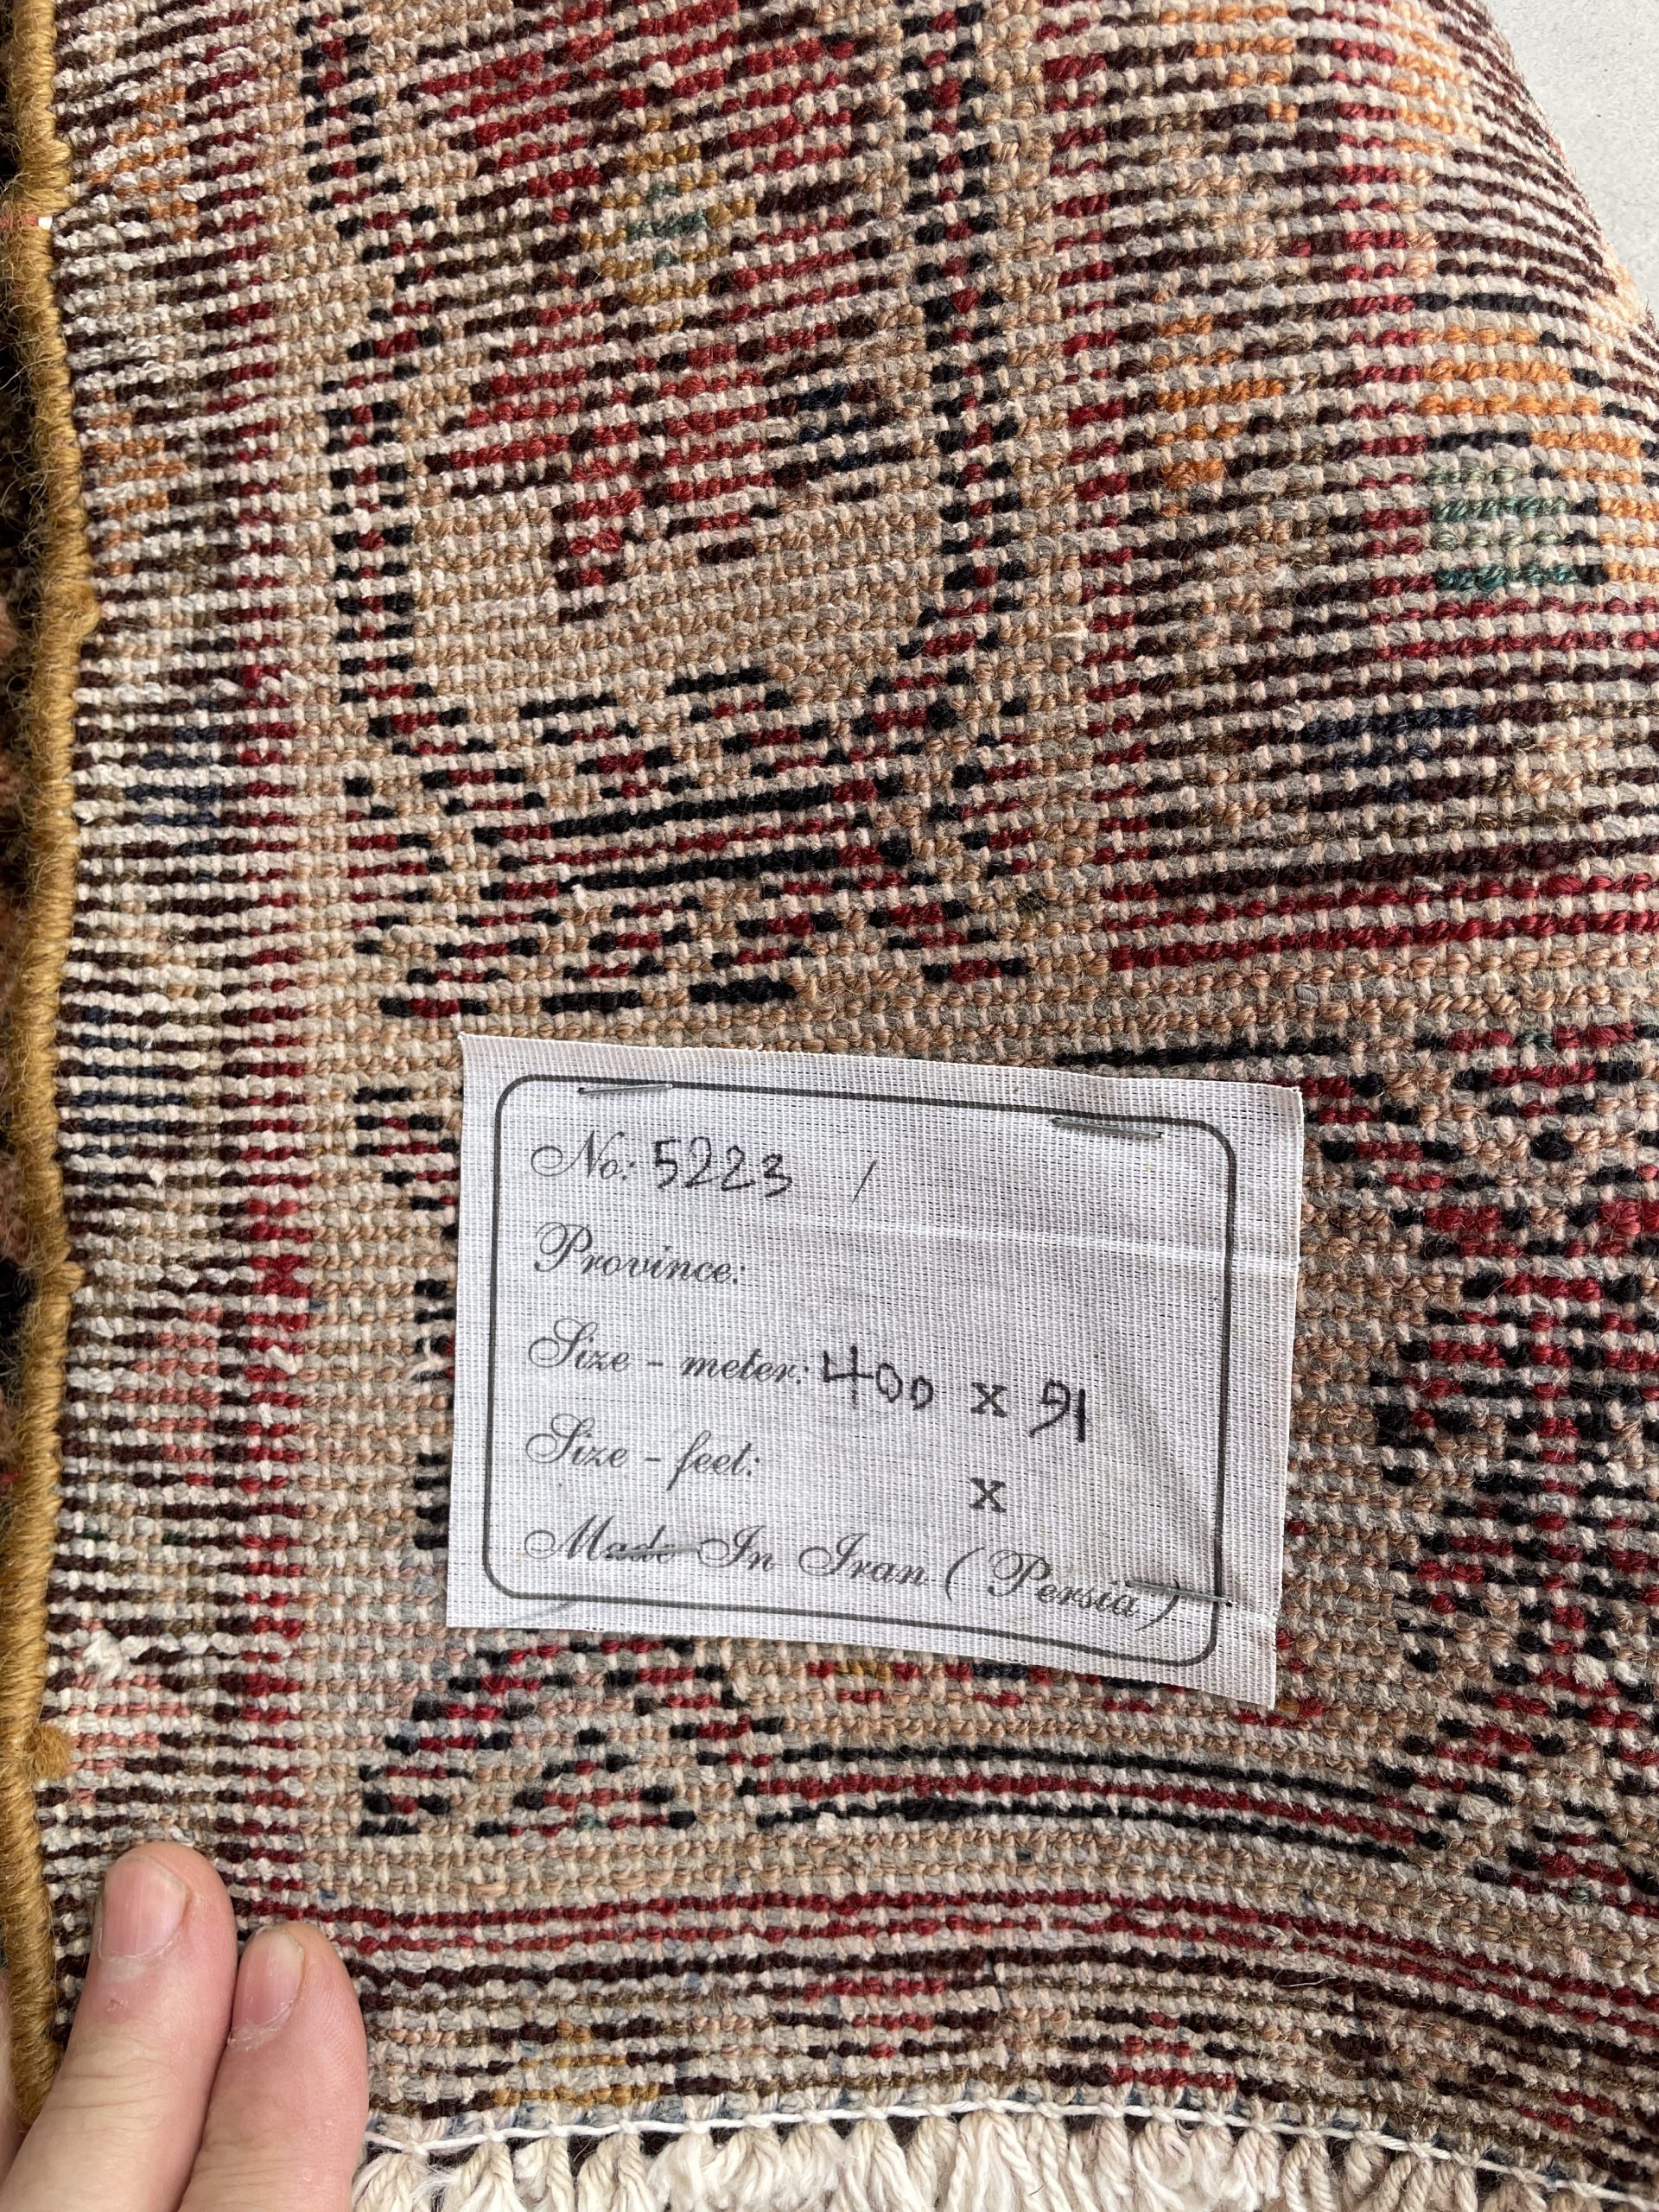 No: 5223 /
Province:
Size - meter: 400 x 91
Size - feet: x
Made In Iran (Persia)